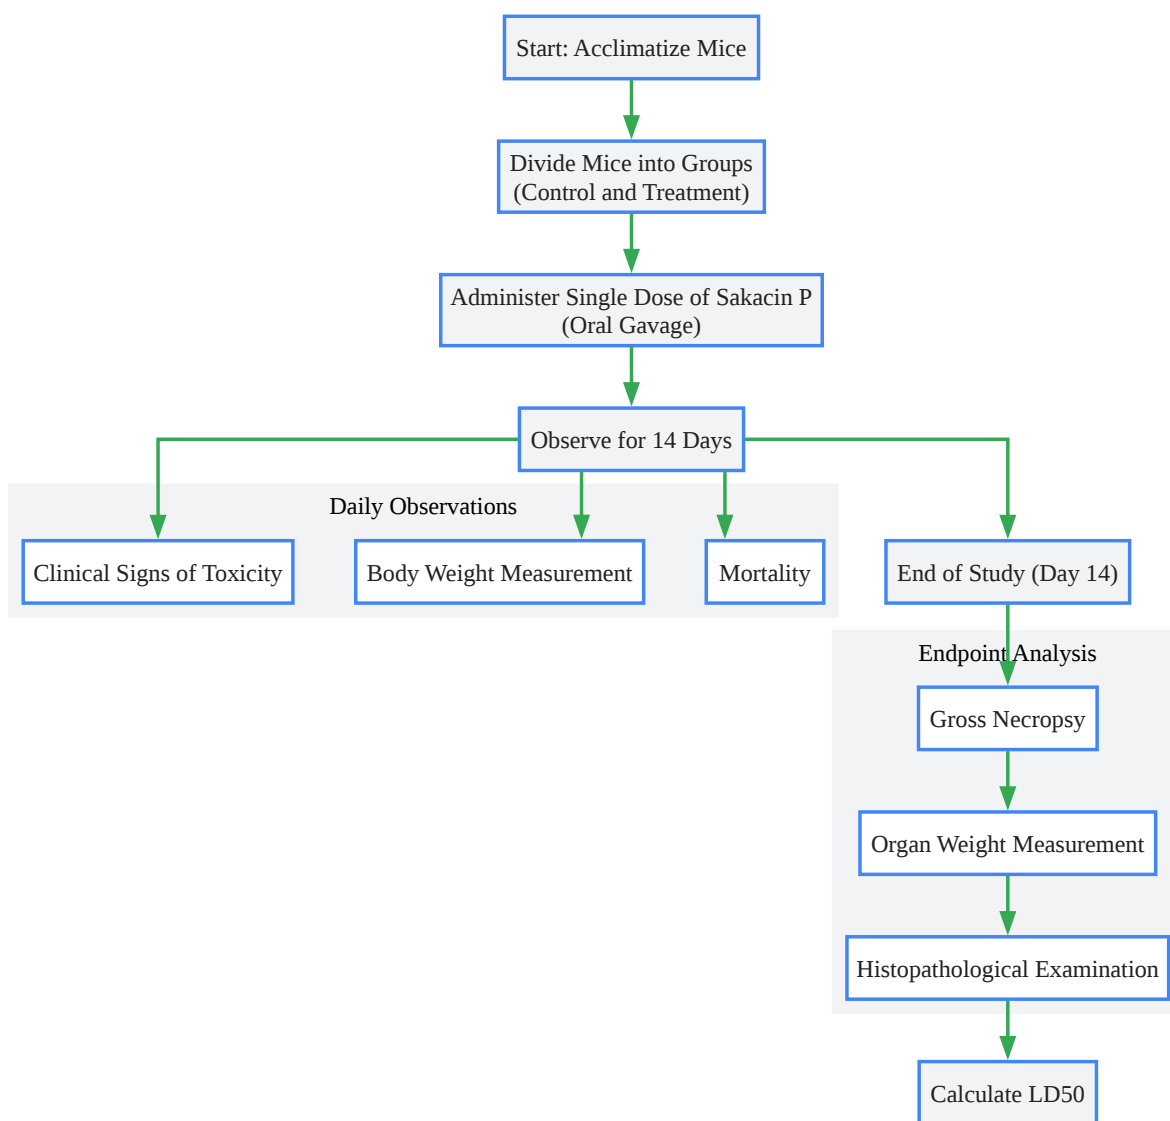 Start: Acclimatize Mice
Divide Mice into Groups
(Control and Treatment)
Administer Single Dose of Sakacin P
(Oral Gavage)
Observe for 14 Days
Daily Observations
Clinical Signs of Toxicity
Body Weight Measurement
Mortality
End of Study (Day 14)
Endpoint Analysis
Gross Necropsy
Organ Weight Measurement
Histopathological Examination
Calculate LD50